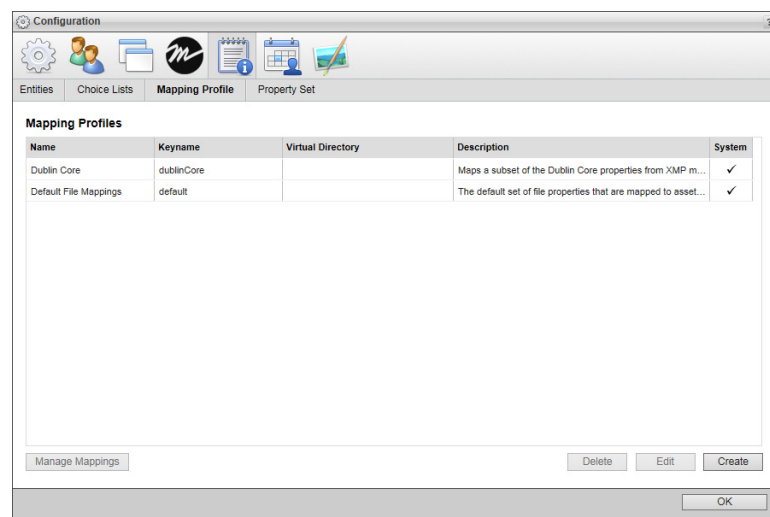 Configuration
Entities Choice Lists Mapping Profile Property Set
Mapping Profiles
Name Keyname Virtual Directory Description System
Dublin Core dublinCore Maps a subset of the Dublin Core properties from XMP m... ✓
Default File Mappings default The default set of file properties that are mapped to asset... ✓
Manage Mappings Delete Edit Create
OK